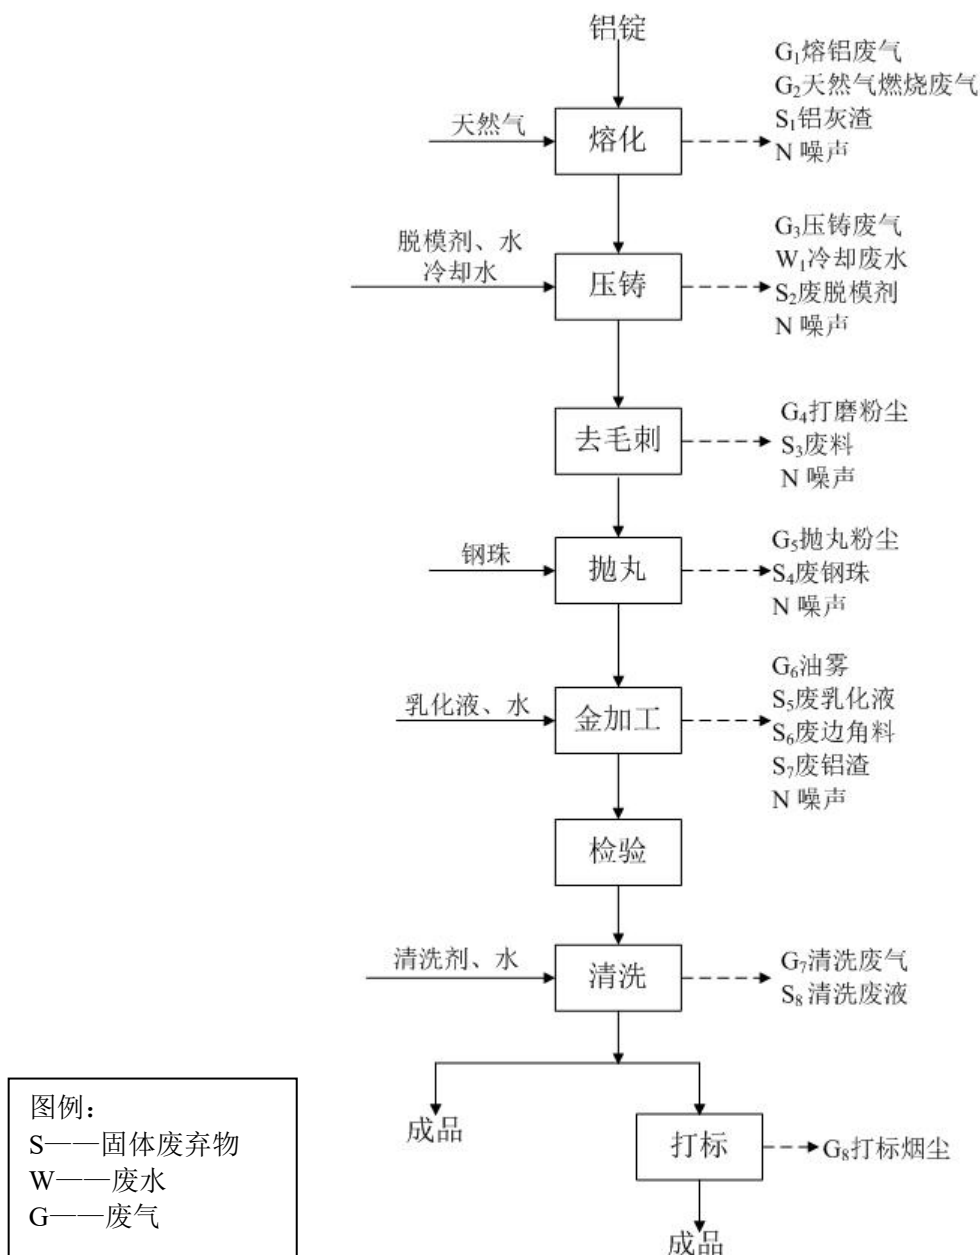 铝锭
G₁熔铝废气
G₂天然气燃烧废气
S₁铝灰渣
N 噪声
天然气
熔化
脱模剂、水
冷却水
压铸
G₃压铸废气
W₁冷却废水
S₂废脱模剂
N 噪声
去毛刺
G₄打磨粉尘
S₃废料
N 噪声
钢珠
抛丸
G₅抛丸粉尘
S₄废钢珠
N 噪声
乳化液、水
金加工
G₆油雾
S₅废乳化液
S₆废边角料
S₇废铝渣
N 噪声
检验
清洗剂、水
清洗
G₇清洗废气
S₈清洗废液
成品
打标
G₈打标烟尘
成品
图例：
S——固体废弃物
W——废水
G——废气